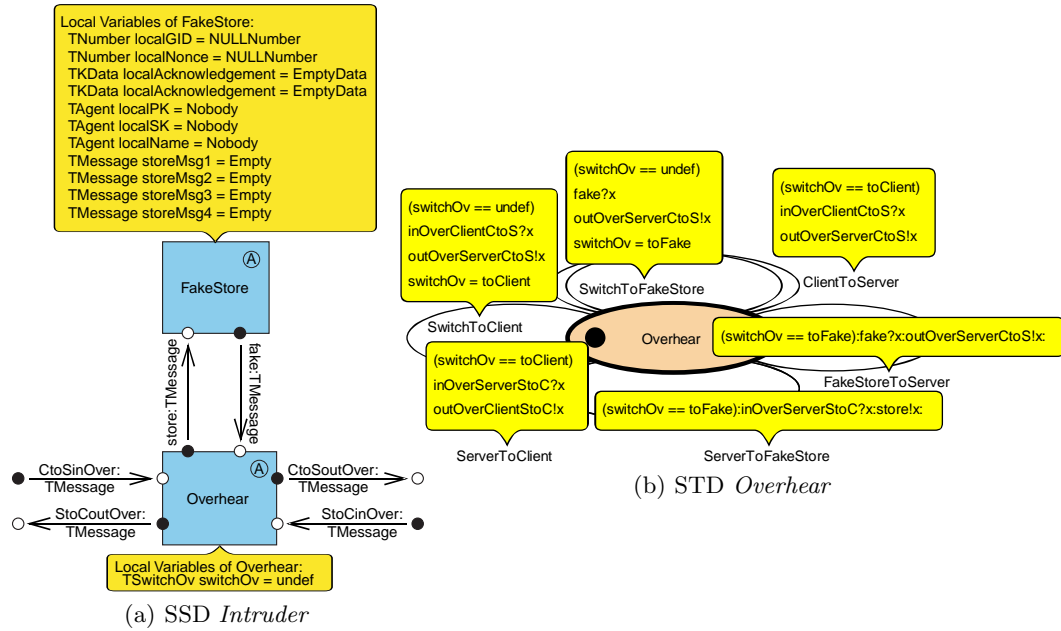 Local Variables of FakeStore:
TNumber localGID = NULLNumber
TNumber localNonce = NULLNumber
TKData localAcknowledgement = EmptyData
TKData localAcknowledgement = EmptyData
TAgent localPK = Nobody
TAgent localSK = Nobody
TAgent localName = Nobody
TMessage storeMsg1 = Empty
TMessage storeMsg2 = Empty
TMessage storeMsg3 = Empty
TMessage storeMsg4 = Empty
A
FakeStore
store:TMessage
fake:TMessage
A
Overhear
CtoSinOver:
TMessage
CtoSoutOver:
TMessage
StoCoutOver:
TMessage
StoCinOver:
TMessage
Local Variables of Overhear:
TSwitchOv switchOv = undef
(a) SSD Intruder
(switchOv == undef)
inOverClientCtoS?x
outOverServerCtoS!x
switchOv = toClient
SwitchToClient
(switchOv == undef)
fake?x
outOverServerCtoS!x
switchOv = toFake
SwitchToFakeStore
(switchOv == toClient)
inOverClientCtoS?x
outOverServerCtoS!x
ClientToServer
Overhear
(switchOv == toFake):fake?x:outOverServerCtoS!x:
FakeStoreToServer
(switchOv == toClient)
inOverServerStoC?x
outOverClientStoC!x
ServerToClient
(switchOv == toFake):inOverServerStoC?x:store!x:
ServerToFakeStore
(b) STD Overhear